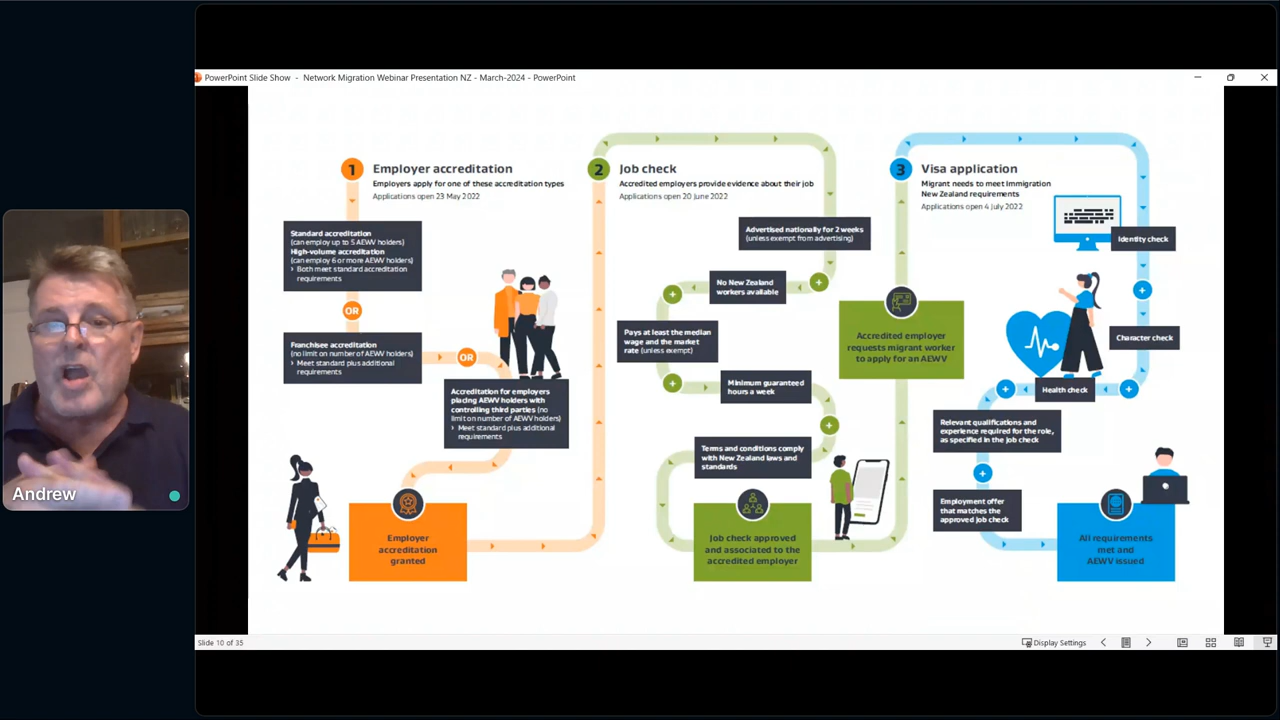 PowerPoint Slide Show - Network Migration Webinar Presentation NZ - March-2024 - PowerPoint
1
Employer accreditation
Employers apply for one of these accreditation types
Applications open 23 May 2022
Standard accreditation
(can employ up to 5 AEWV holders)
High-volume accreditation
(can employ 6 or more AEWV holders)
› Both meet standard accreditation
requirements
OR
Franchisee accreditation
(no limit on number of AEWV holders)
› Meet standard plus additional
requirements
OR
Accreditation for employers
placing AEWV holders with
controlling third parties (no
limit on number of AEWV holders)
› Meet standard plus additional
requirements
Employer
accreditation
granted
2
Job check
Accredited employers provide evidence about their job
Applications open 20 June 2022
Advertised nationally for 2 weeks
(unless exempt from advertising)
No New Zealand
workers available
Pays at least the median
wage and the market
rate (unless exempt)
Minimum guaranteed
hours a week
Terms and conditions comply
with New Zealand laws and
standards
Job check approved
and associated to the
accredited employer
Accredited employer
requests migrant worker
to apply for an AEWV
3
Visa application
Migrant needs to meet Immigration
New Zealand requirements
Applications open 4 July 2022
Identity check
Character check
Health check
Relevant qualifications and
experience required for the role,
as specified in the job check
Employment offer
that matches the
approved job check
All requirements
met and
AEWV issued
Andrew
Slide 10 of 35
Display Settings